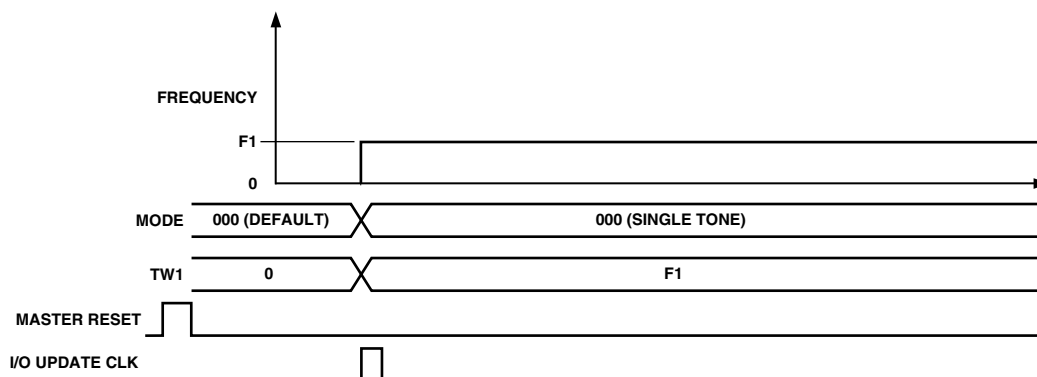 FREQUENCY
F1
0
MODE 000 (DEFAULT) 000 (SINGLE TONE)
TW1 0 F1
MASTER RESET
I/O UPDATE CLK